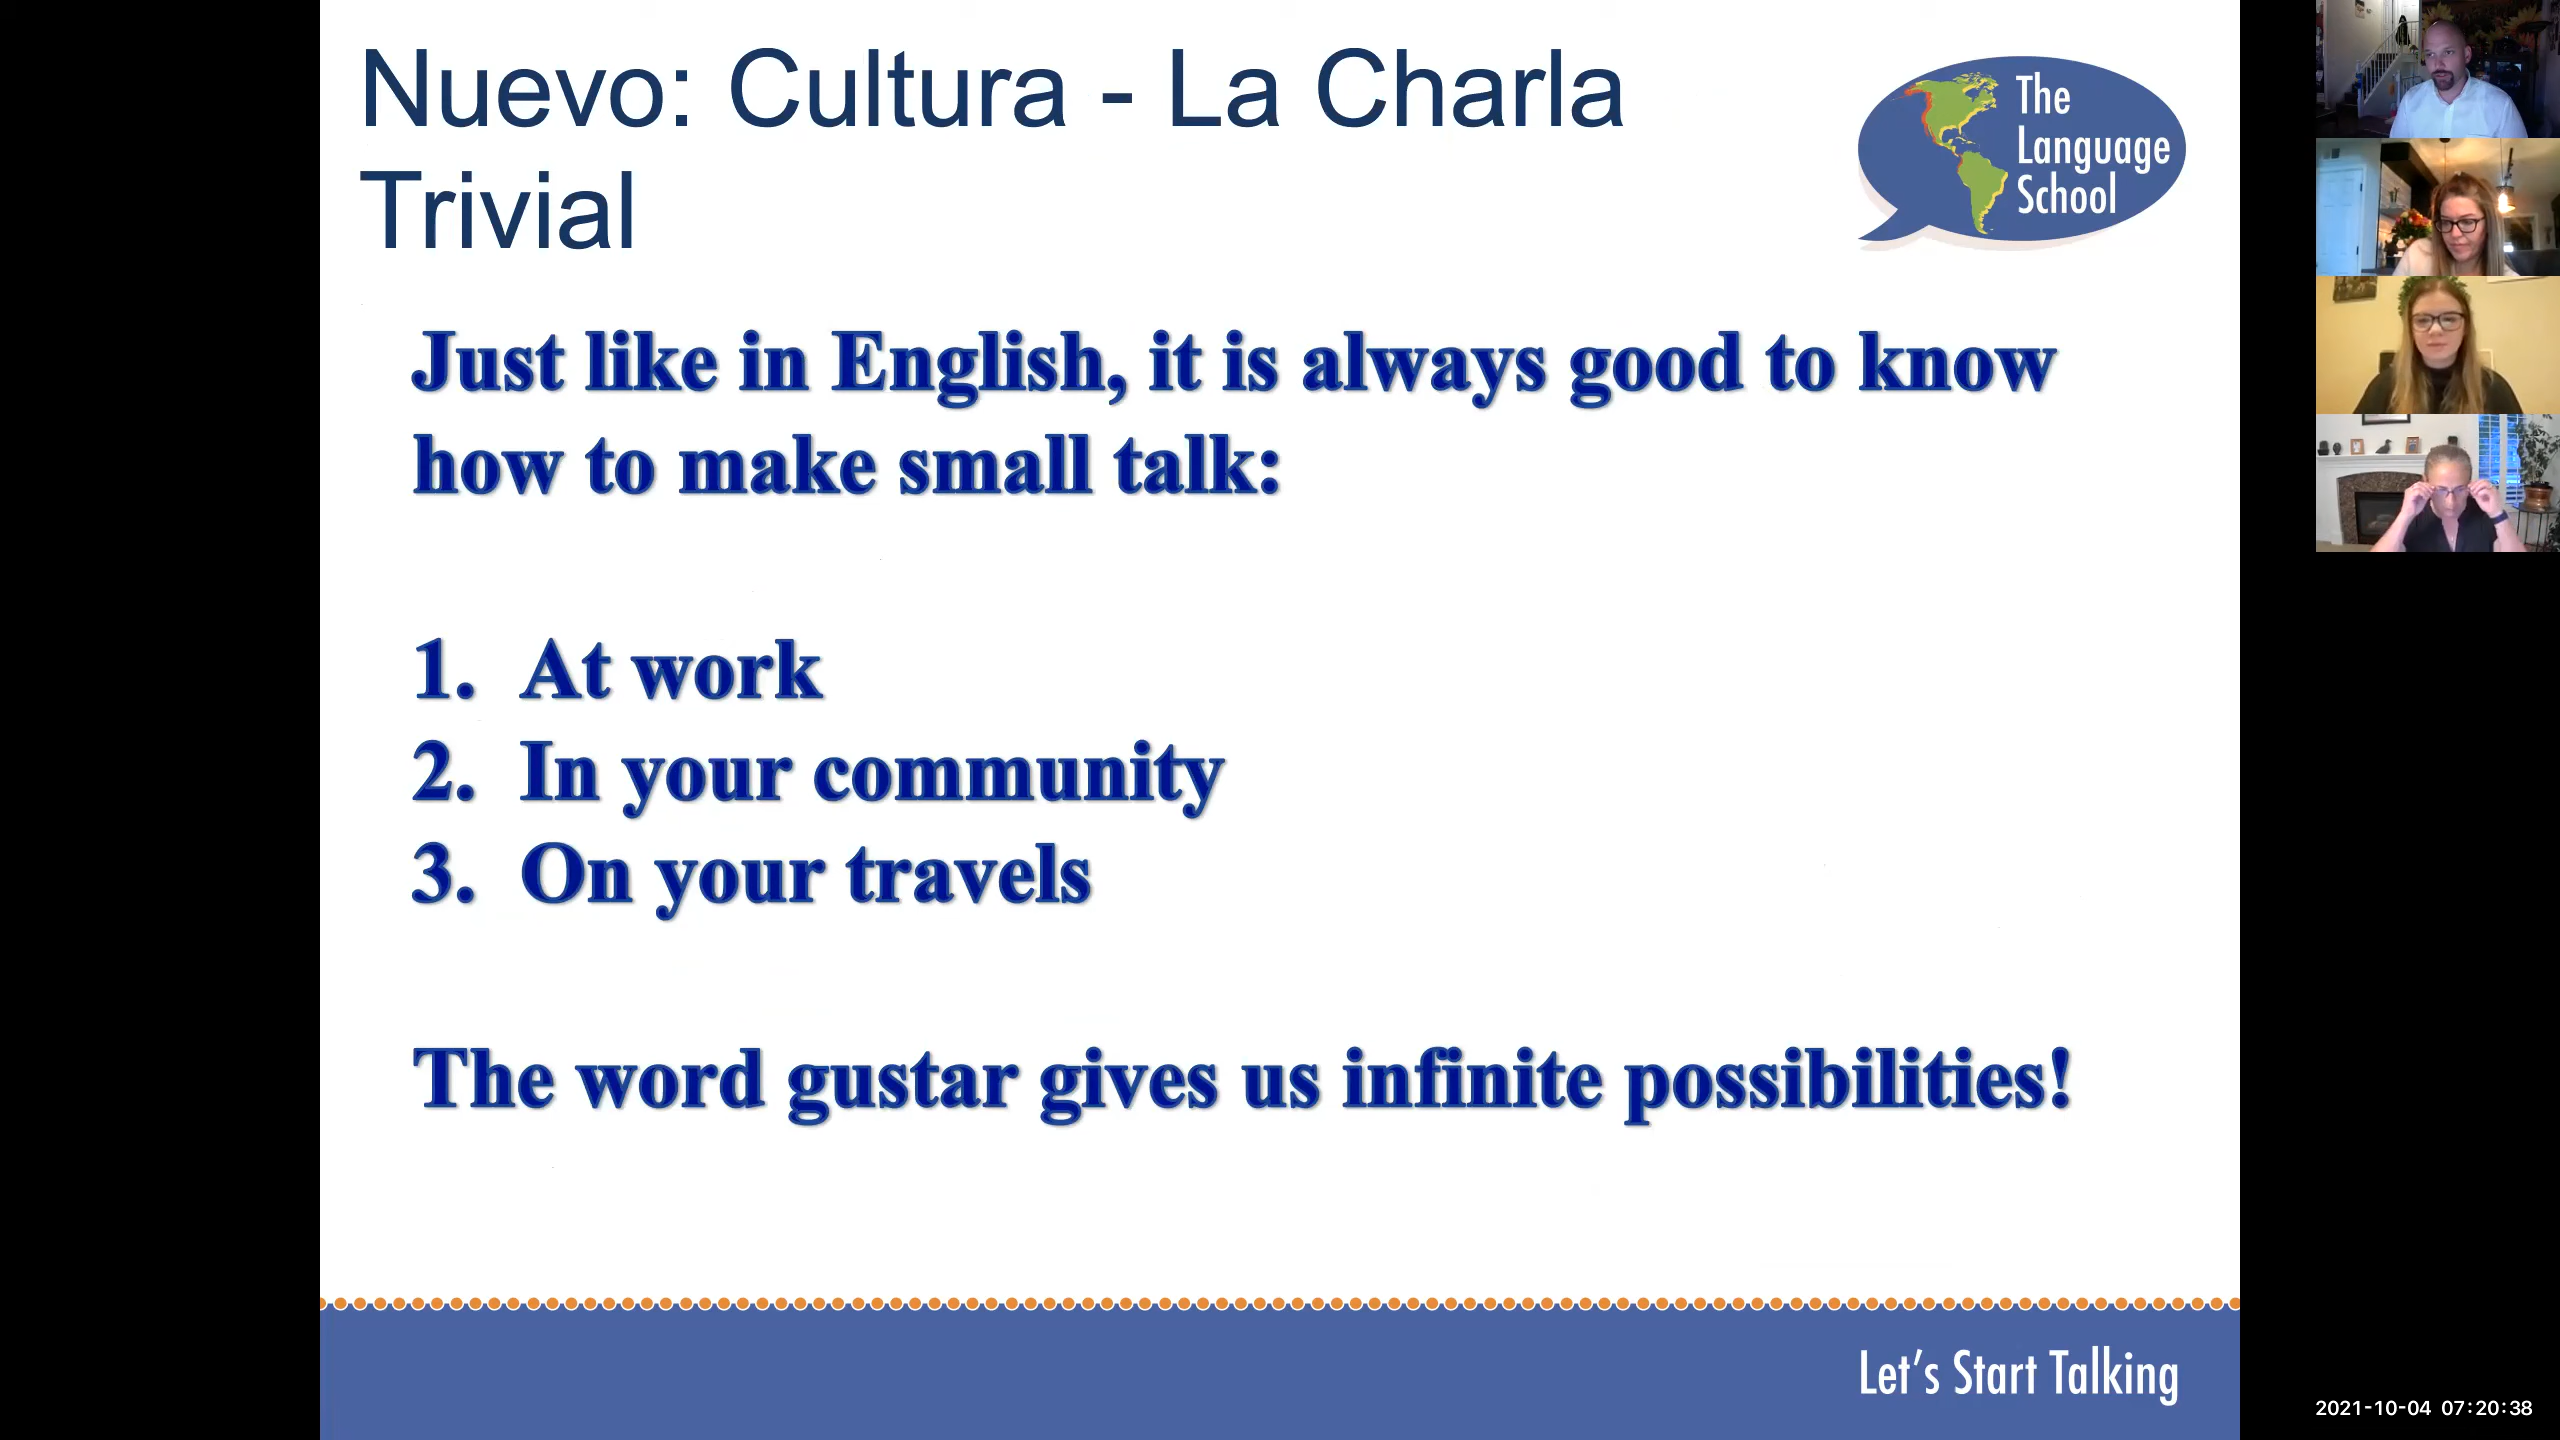 Nuevo: Cultura - La Charla
Trivial
The
Language
School
Just like in English, it is always good to know
how to make small talk:
1. At work
2. In your community
3. On your travels
The word gustar gives us infinite possibilities!
Let's Start Talking
2021-10-04 07:20:38